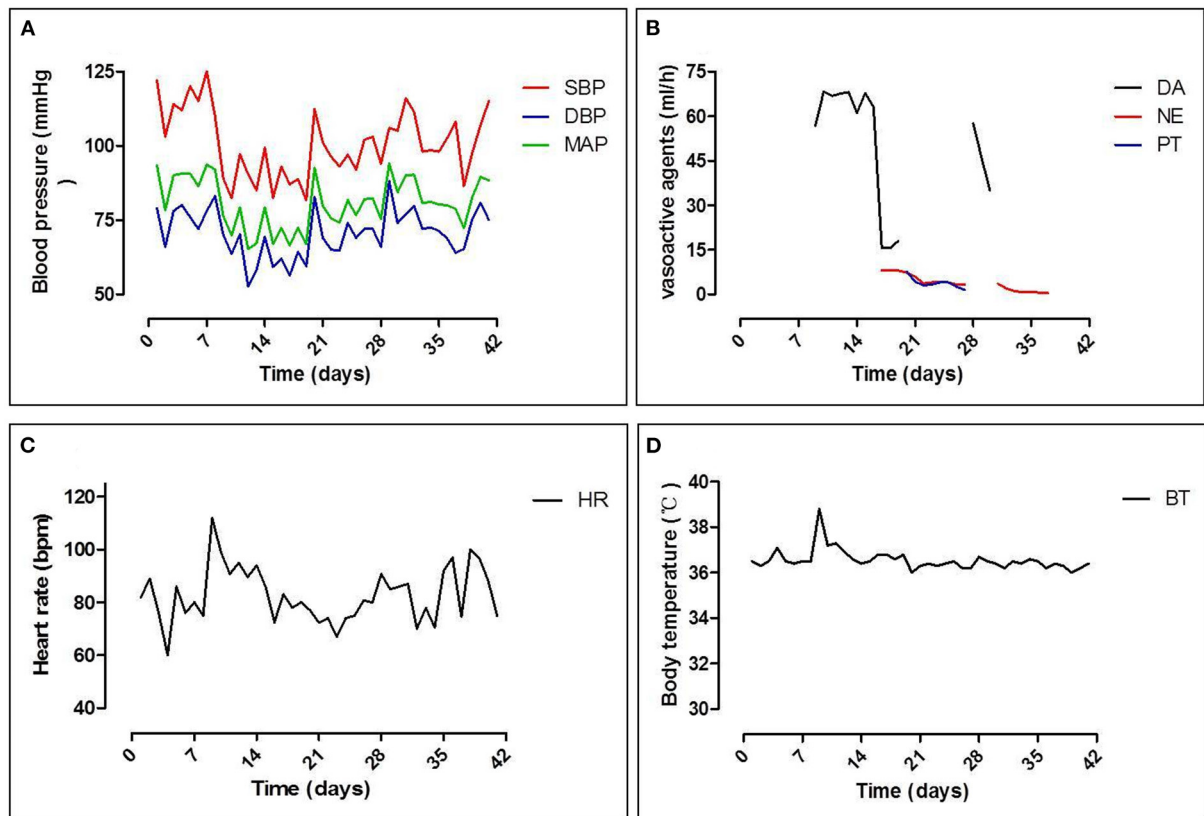 A
Blood pressure (mmHg
)
125
100
75
50
0 7 14 21 28 35 42
Time (days)
SBP
DBP
MAP
B
vasoactive agents (ml/h)
75
60
45
30
15
0
0 7 14 21 28 35 42
Time (days)
DA
NE
PT
C
Heart rate (bpm)
120
100
80
60
40
0 7 14 21 28 35 42
Time (days)
HR
D
Body temperature (℃)
40
38
36
34
32
30
0 7 14 21 28 35 42
Time (days)
BT